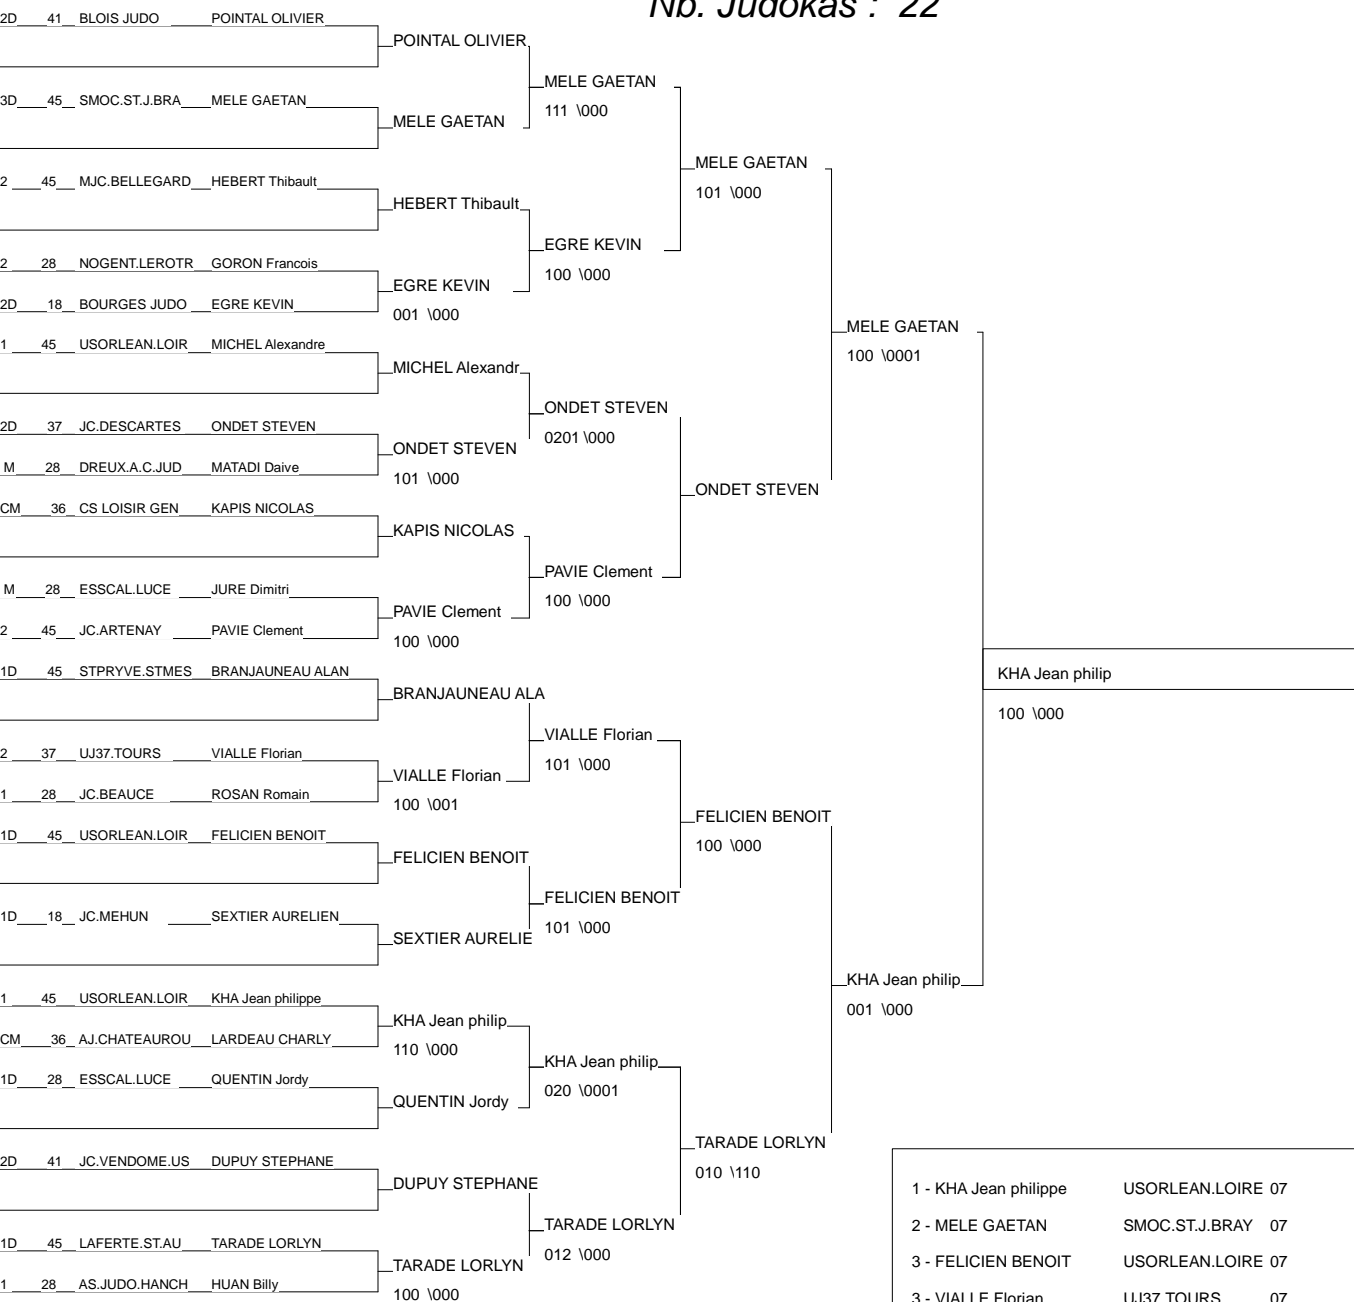 Nb. Judokas : 22
2D 41 BLOIS JUDO POINTAL OLIVIER
POINTAL OLIVIER
MELE GAETAN
111 \000
3D 45 SMOC.ST.J.BRA MELE GAETAN
MELE GAETAN
MELE GAETAN
101 \000
2 45 MJC.BELLEGARD HEBERT Thibault
HEBERT Thibault
EGRE KEVIN
100 \000
2 28 NOGENT.LEROTR GORON Francois
EGRE KEVIN
001 \000
2D 18 BOURGES JUDO EGRE KEVIN
MELE GAETAN
100 \0001
1 45 USORLEAN.LOIR MICHEL Alexandre
MICHEL Alexandr
ONDET STEVEN
0201 \000
2D 37 JC.DESCARTES ONDET STEVEN
ONDET STEVEN
101 \000
M 28 DREUX.A.C.JUD MATADI Daive
ONDET STEVEN
CM 36 CS LOISIR GEN KAPIS NICOLAS
KAPIS NICOLAS
PAVIE Clement
100 \000
M 28 ESSCAL.LUCE JURE Dimitri
PAVIE Clement
100 \000
2 45 JC.ARTENAY PAVIE Clement
KHA Jean philip
100 \000
1D 45 STPRYVE.STMES BRANJAUNEAU ALAN
BRANJAUNEAU ALA
VIALLE Florian
101 \000
2 37 UJ37.TOURS VIALLE Florian
VIALLE Florian
100 \001
1 28 JC.BEAUCE ROSAN Romain
FELICIEN BENOIT
100 \000
1D 45 USORLEAN.LOIR FELICIEN BENOIT
FELICIEN BENOIT
FELICIEN BENOIT
101 \000
1D 18 JC.MEHUN SEXTIER AURELIEN
SEXTIER AURELIE
KHA Jean philip
001 \000
1 45 USORLEAN.LOIR KHA Jean philippe
KHA Jean philip
110 \000
CM 36 AJ.CHATEAUROU LARDEAU CHARLY
KHA Jean philip
020 \0001
1D 28 ESSCAL.LUCE QUENTIN Jordy
QUENTIN Jordy
TARADE LORLYN
010 \110
2D 41 JC.VENDOME.US DUPUY STEPHANE
DUPUY STEPHANE
TARADE LORLYN
012 \000
1D 45 LAFERTE.ST.AU TARADE LORLYN
TARADE LORLYN
100 \000
1 28 AS.JUDO.HANCH HUAN Billy
1 - KHA Jean philippe USORLEAN.LOIRE 07
2 - MELE GAETAN SMOC.ST.J.BRAY 07
3 - FELICIEN BENOIT USORLEAN.LOIRE 07
3 - VIALLE Florian UJ37.TOURS 07